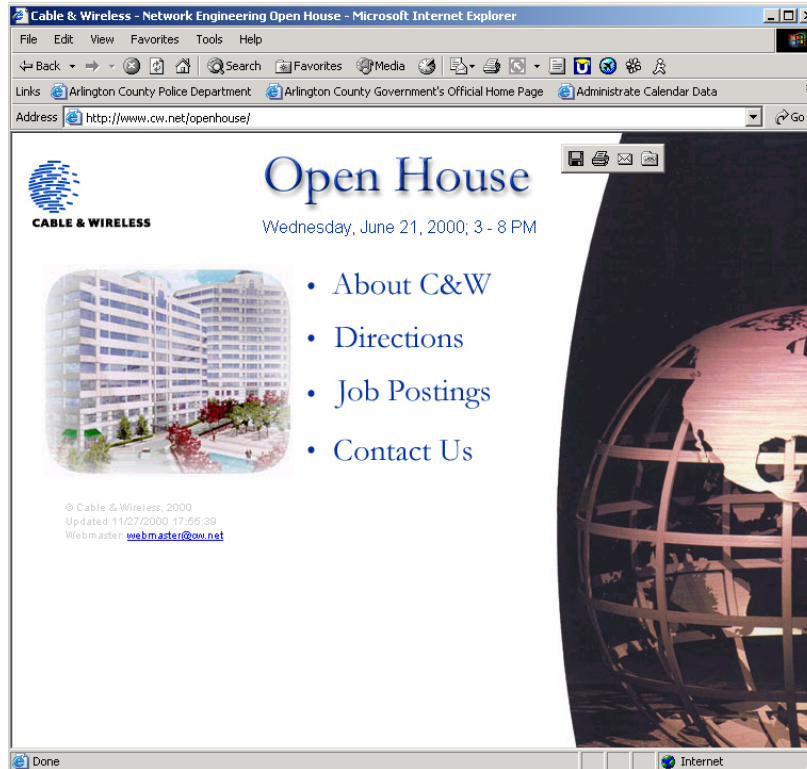 Cable & Wireless - Network Engineering Open House - Microsoft Internet Explorer
File Edit View Favorites Tools Help
Back Search Favorites Media
Links Arlington County Police Department Arlington County Government's Official Home Page Administrate Calendar Data
Address http://www.cw.net/openhouse/ Go
CABLE & WIRELESS
Open House
Wednesday, June 21, 2000; 3 - 8 PM
• About C&W
• Directions
• Job Postings
• Contact Us
© Cable & Wireless, 2000
Updated 11/27/2000 17:55:39
Webmaster: webmaster@cw.net
Done Internet